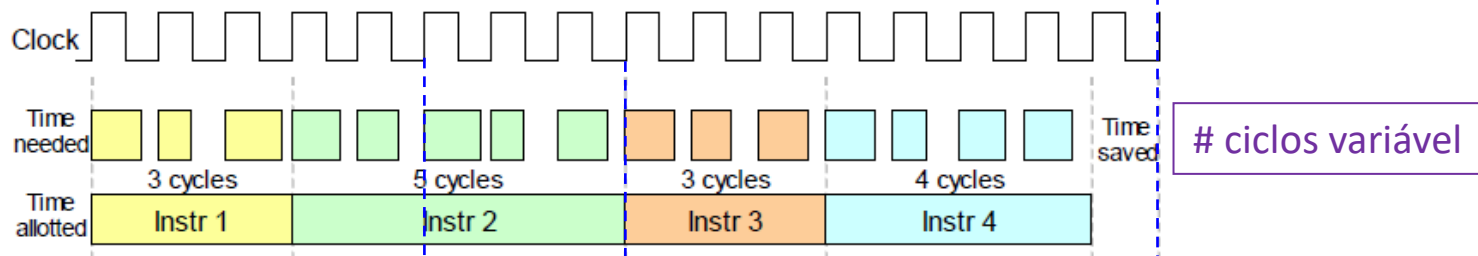 Clock
Time
needed
Time
saved
# ciclos variável
3 cycles
5 cycles
3 cycles
4 cycles
Time
allotted
Instr 1
Instr 2
Instr 3
Instr 4